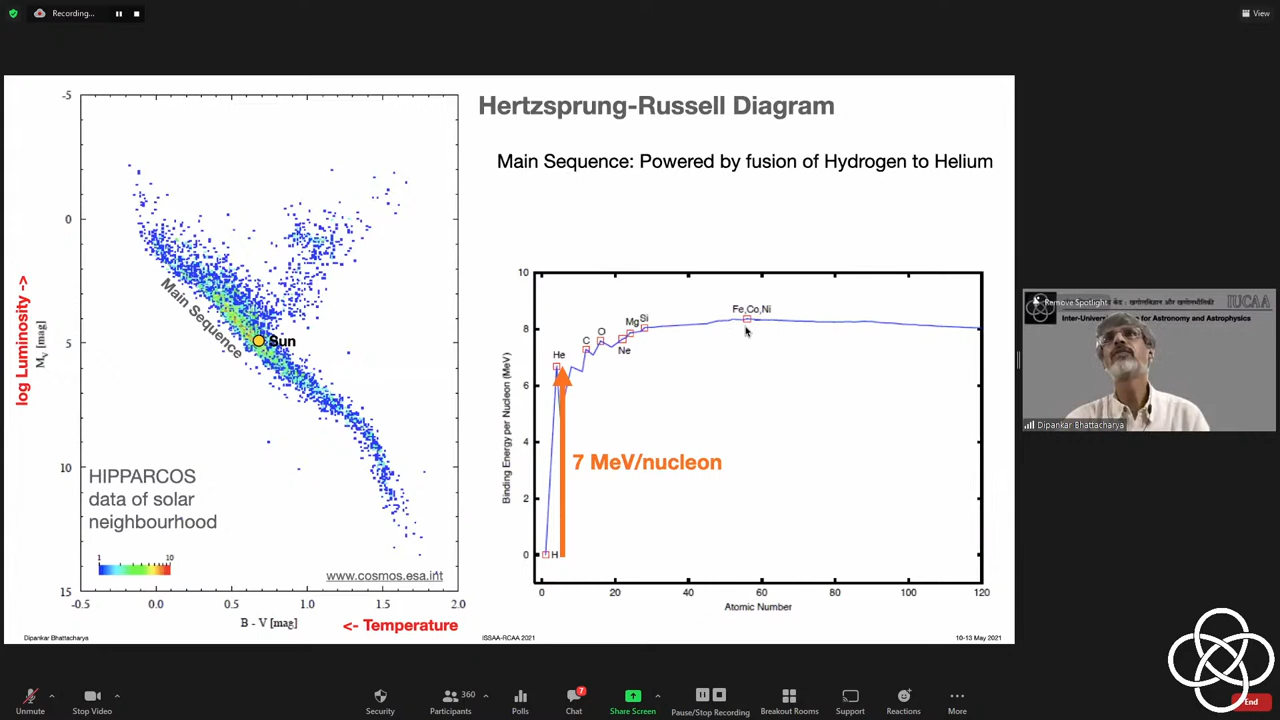 Recording...
View
Hertzsprung-Russell Diagram
Main Sequence: Powered by fusion of Hydrogen to Helium
-5
0
5
10
15
log Luminosity ->
M_V [mag]
Main Sequence
Sun
HIPPARCOS
data of solar
neighbourhood
1 10
www.cosmos.esa.int
-0.5 0.0 0.5 1.0 1.5 2.0
B - V [mag]
<- Temperature
10
8
6
4
2
0
Binding Energy per Nucleon (MeV)
Fe,Co,Ni
MgSi
O
Ne
C
He
7 MeV/nucleon
H
0 20 40 60 80 100 120
Atomic Number
Dipankar Bhattacharya
ISSAA-RCAA 2021
10-13 May 2021
Remove Spotlight
IUCAA
Inter-University Centre for Astronomy and Astrophysics
Dipankar Bhattacharya
Unmute
Stop Video
Security
360
Participants
Polls
7
Chat
Share Screen
Pause/Stop Recording
Breakout Rooms
Support
Reactions
More
End